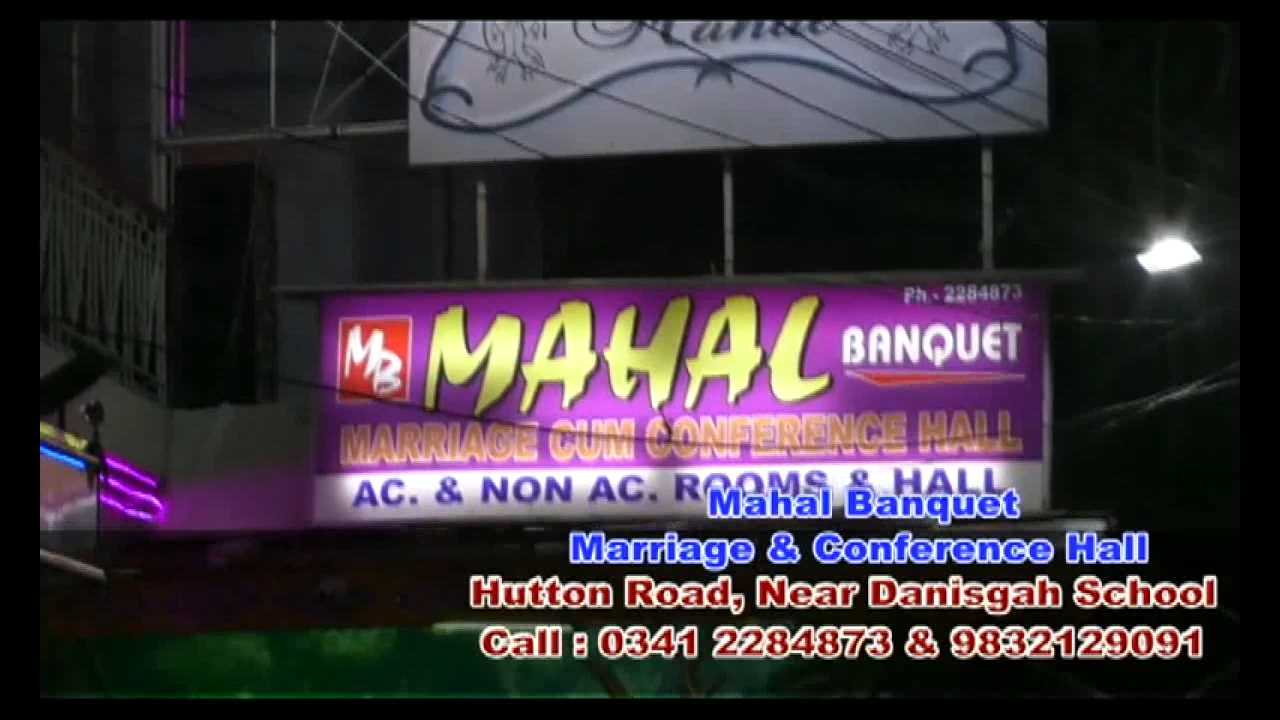 Ph.- 2284873
MB MAHAL BANQUET
MARRIAGE CUM CONFERENCE HALL
AC. & NON AC. ROOMS & HALL
Mahal Banquet
Marriage & Conference Hall
Hutton Road, Near Danisgah School
Call : 0341 2284873 & 9832129091